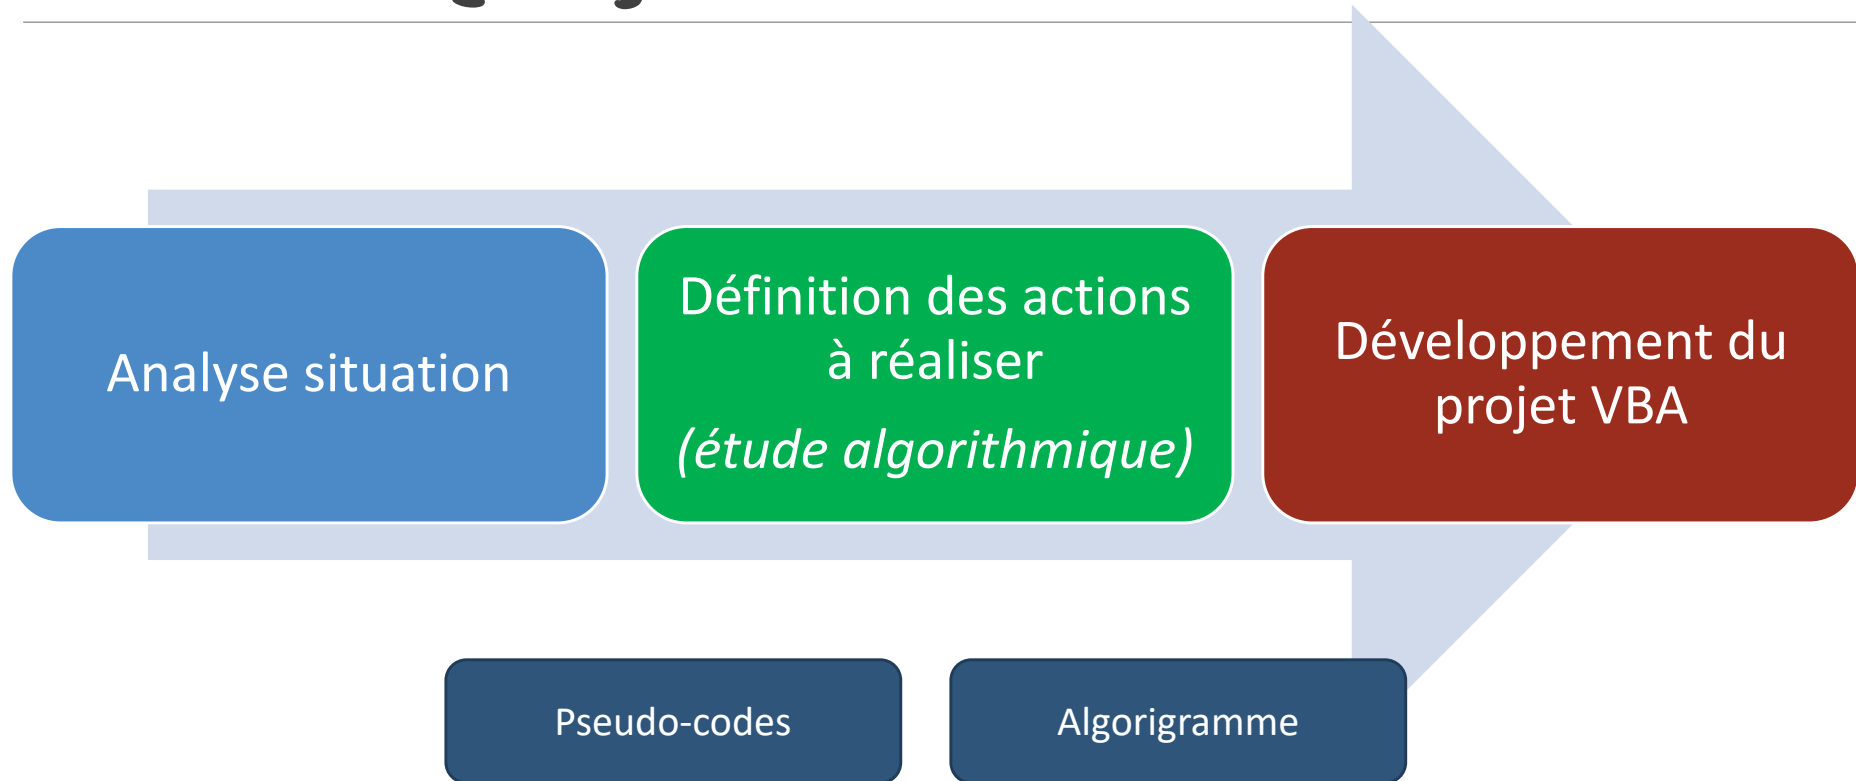 Analyse situation
Définition des actions
à réaliser
(étude algorithmique)
Développement du
projet VBA
Pseudo-codes
Algorigramme